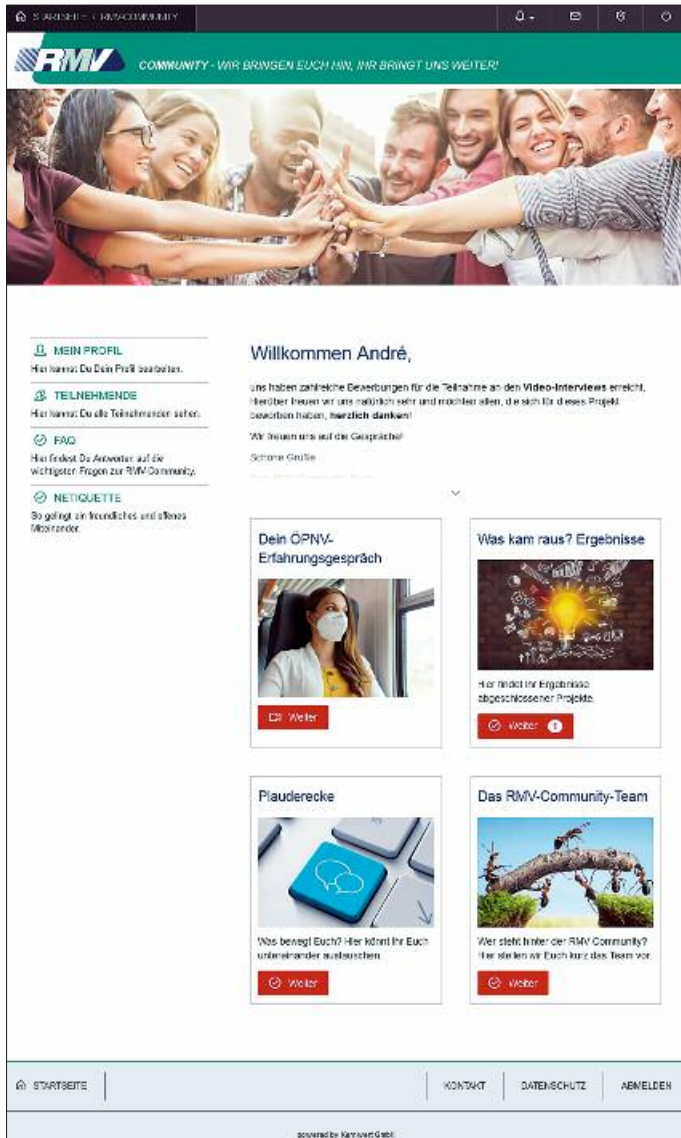 STARTSEITE / RMV-COMMUNITY
RMV
COMMUNITY - WIR BRINGEN EUCH HIN, IHR BRINGT UNS WEITER!
MEIN PROFIL
Hier kannst Du Dein Profil bearbeiten.
TEILNEHMENDE
Hier kannst Du alle Teilnehmenden sehen.
FAQ
Hier findest Du Antworten auf die
wichtigsten Fragen zur RMV-Community.
NETIQUETTE
So gelingt ein freundliches und offenes
Miteinander.
Willkommen André,
uns haben zahlreiche Bewerbungen für die Teilnahme an den Video-Interviews erreicht.
Hierüber freuen wir uns natürlich sehr und möchten allen, die sich für dieses Projekt
beworben haben, herzlich danken!
Wir freuen uns auf die Gespräche!
Schöne Grüße
Dein ÖPNV-
Erfahrungsgespräch
Weiter
Was kam raus? Ergebnisse
Hier findet Ihr Ergebnisse
abgeschlossener Projekte.
Weiter
Plauderecke
Was bewegt Euch? Hier könnt Ihr Euch
untereinander austauschen.
Weiter
Das RMV-Community-Team
Wer steht hinter der RMV Community?
Hier stellen wir Euch kurz das Team vor.
Weiter
STARTSEITE
KONTAKT
DATENSCHUTZ
ABMELDEN
powered by Kernwert GmbH